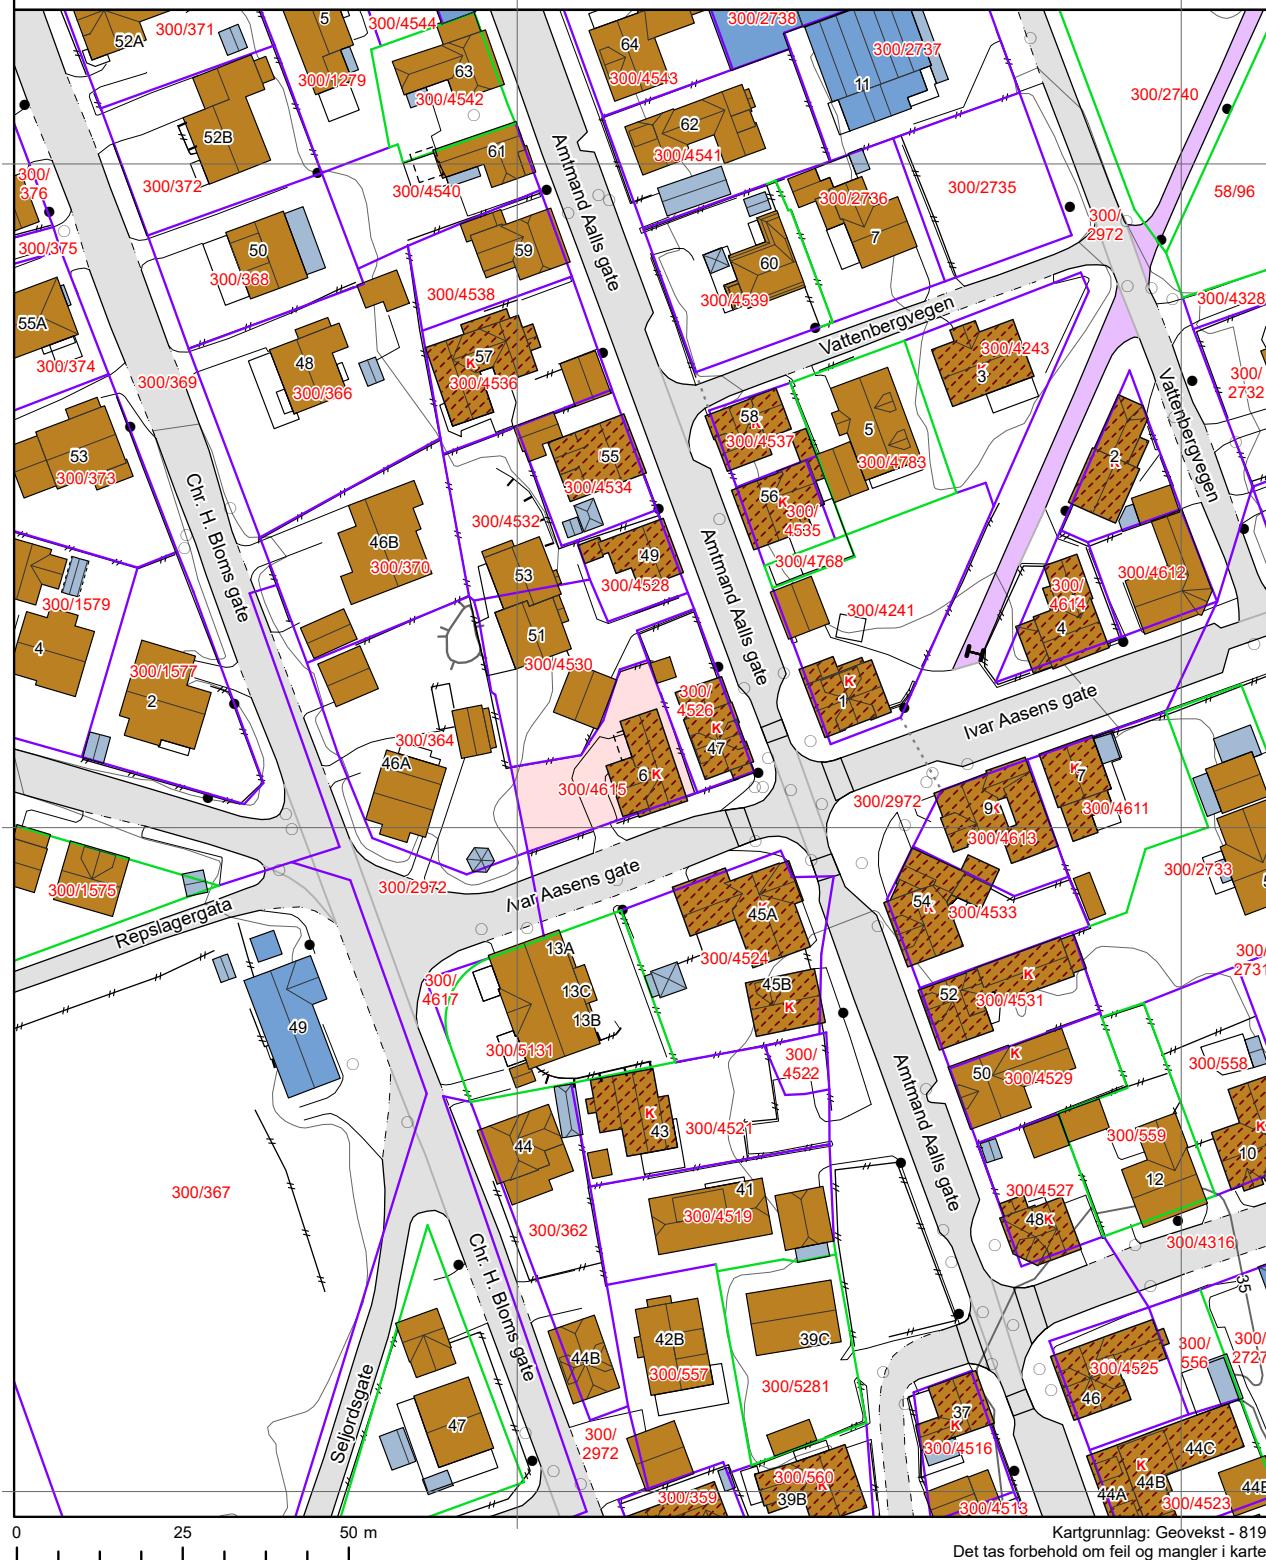 5
300/4544
300/2738
300/371
52A
64
300/2737
63
300/4543
300/1279
11
300/2740
300/4542
52B
62
61
300/4541
Amtmand Aalls gate
300/
376
300/372
300/4540
300/2735
58/96
300/2736
300/
2972
7
300/375
50
59
60
300/368
300/4538
300/4539
300/4328
55A
Vattenbergvegen
57
K
300/4243
300/374
48
300/369
300/366
300/4536
K
3
300/
2732
Vattenbergvegen
58
K
300/4537
5
53
300/373
55
300/4534
2
K
300/4783
Chr. H. Bloms gate
56
K
300/
4535
300/4532
46B
300/370
49
Amtmand Aalls gate
300/4768
53
300/4528
300/4612
300/
4614
300/1579
300/4241
4
51
4
300/4530
300/1577
2
K
1
300/
4526
Ivar Aasens gate
K
47
300/364
46A
6
K
300/4615
K
7
300/2972
9
K
300/4611
300/4613
300/2733
300/1575
300/2972
Ivar Aasens gate
54
K
300/4533
K
45A
Repslagergata
13A
300/4524
300/
2731
K
300/
4617
13C
45B
52
300/4531
K
49
13B
300/5131
300/
4522
K
50
300/4529
300/558
Amtmand Aalls gate
K
43
300/4521
K
300/559
44
10
12
300/367
41
300/4527
300/4519
48
K
300/362
300/4316
Chr. H. Bloms gate
35
42B
39C
44B
300/557
300/4525
300/
556
300/
2727
300/5281
46
Seljordsgate
47
37
K
300/4516
300/
2972
44C
K
44B
300/560
K
39B
300/359
44A
300/4523
300/4513
0
25
50 m
Kartgrunnlag: Geovekst - 819
Det tas forbehold om feil og mangler i karte